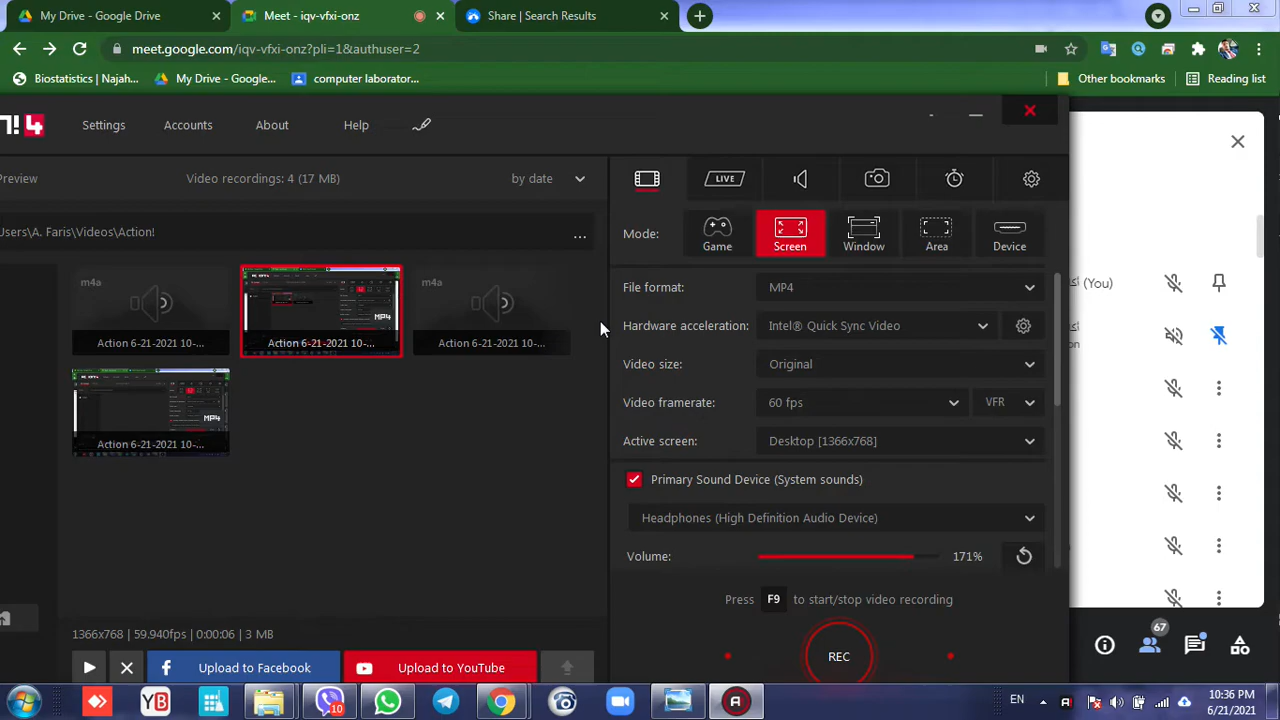 My Drive - Google Drive
Meet - iqv-vfxi-onz
Share | Search Results
meet.google.com/iqv-vfxi-onz?pli=1&authuser=2
Biostatistics | Najah...
My Drive - Google...
computer laborator...
Other bookmarks
Reading list
n! 4
Settings
Accounts
About
Help
Preview
Video recordings: 4 (17 MB)
by date
LIVE
Users\A. Faris\Videos\Action!
...
Mode:
Game
Screen
Window
Area
Device
m4a
MP4
m4a
Action 6-21-2021 10-...
Action 6-21-2021 10-...
Action 6-21-2021 10-...
MP4
Action 6-21-2021 10-...
File format:
MP4
Hardware acceleration:
Intel® Quick Sync Video
Video size:
Original
Video framerate:
60 fps
VFR
Active screen:
Desktop [1366x768]
Primary Sound Device (System sounds)
Headphones (High Definition Audio Device)
Volume:
171%
Press F9 to start/stop video recording
REC
1366x768 | 59.940fps | 0:00:06 | 3 MB
Upload to Facebook
Upload to YouTube
(You)
67
YB
10
EN
10:36 PM
6/21/2021